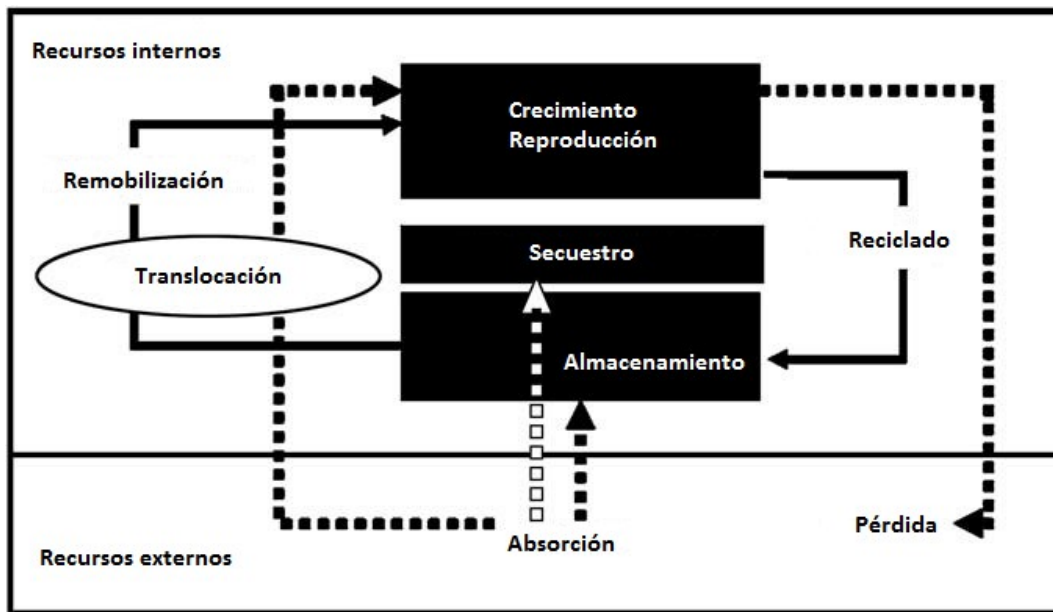 Recursos internos
Crecimiento
Reproducción
Remobilización
Secuestro
Reciclado
Translocación
Almacenamiento
Absorción
Pérdida
Recursos externos